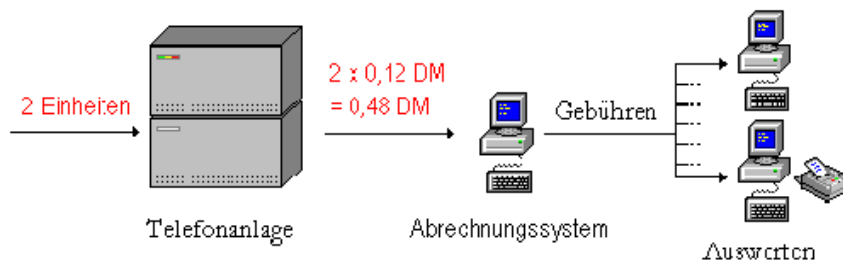 2 Einheiten
2 x 0,12 DM
= 0,48 DM
Gebühren
Telefonanlage
Abrechnungssystem
Auswerten